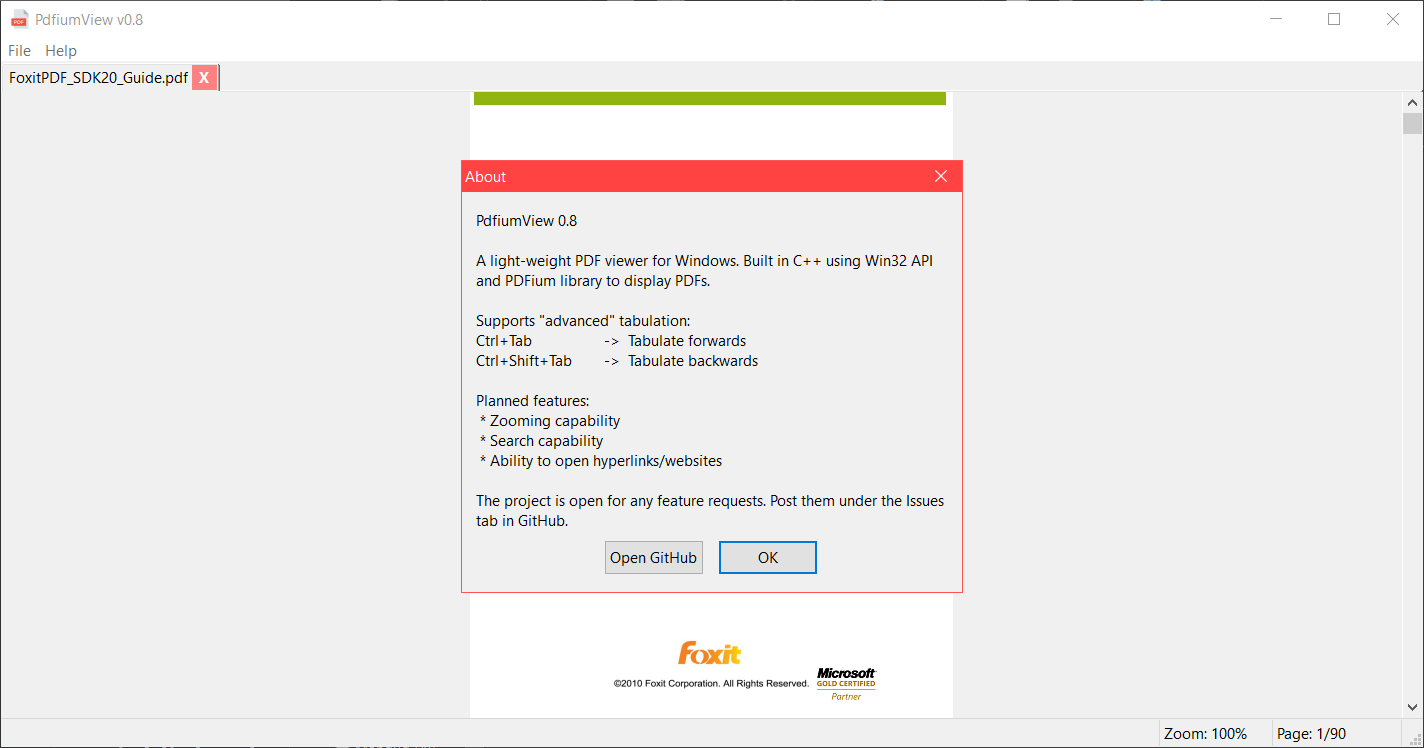 PdfiumView v0.8
File Help
FoxitPDF_SDK20_Guide.pdf X
About
PdfiumView 0.8
A light-weight PDF viewer for Windows. Built in C++ using Win32 API
and PDFium library to display PDFs.
Supports "advanced" tabulation:
Ctrl+Tab -> Tabulate forwards
Ctrl+Shift+Tab -> Tabulate backwards
Planned features:
* Zooming capability
* Search capability
* Ability to open hyperlinks/websites
The project is open for any feature requests. Post them under the Issues
tab in GitHub.
Open GitHub OK
Foxit
©2010 Foxit Corporation. All Rights Reserved.
Microsoft
GOLD CERTIFIED
Partner
Zoom: 100% Page: 1/90